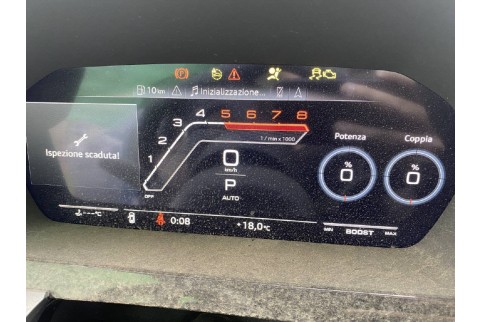 10 km Inizializzazione...
Ispezione scaduta!
OFF 1 2 3 4 5 6 7 8
1/min x 1000
0
km/h
P
AUTO
Potenza
%
0
Coppia
%
0
---°C
0:08
+18,0°C
MIN BOOST MAX